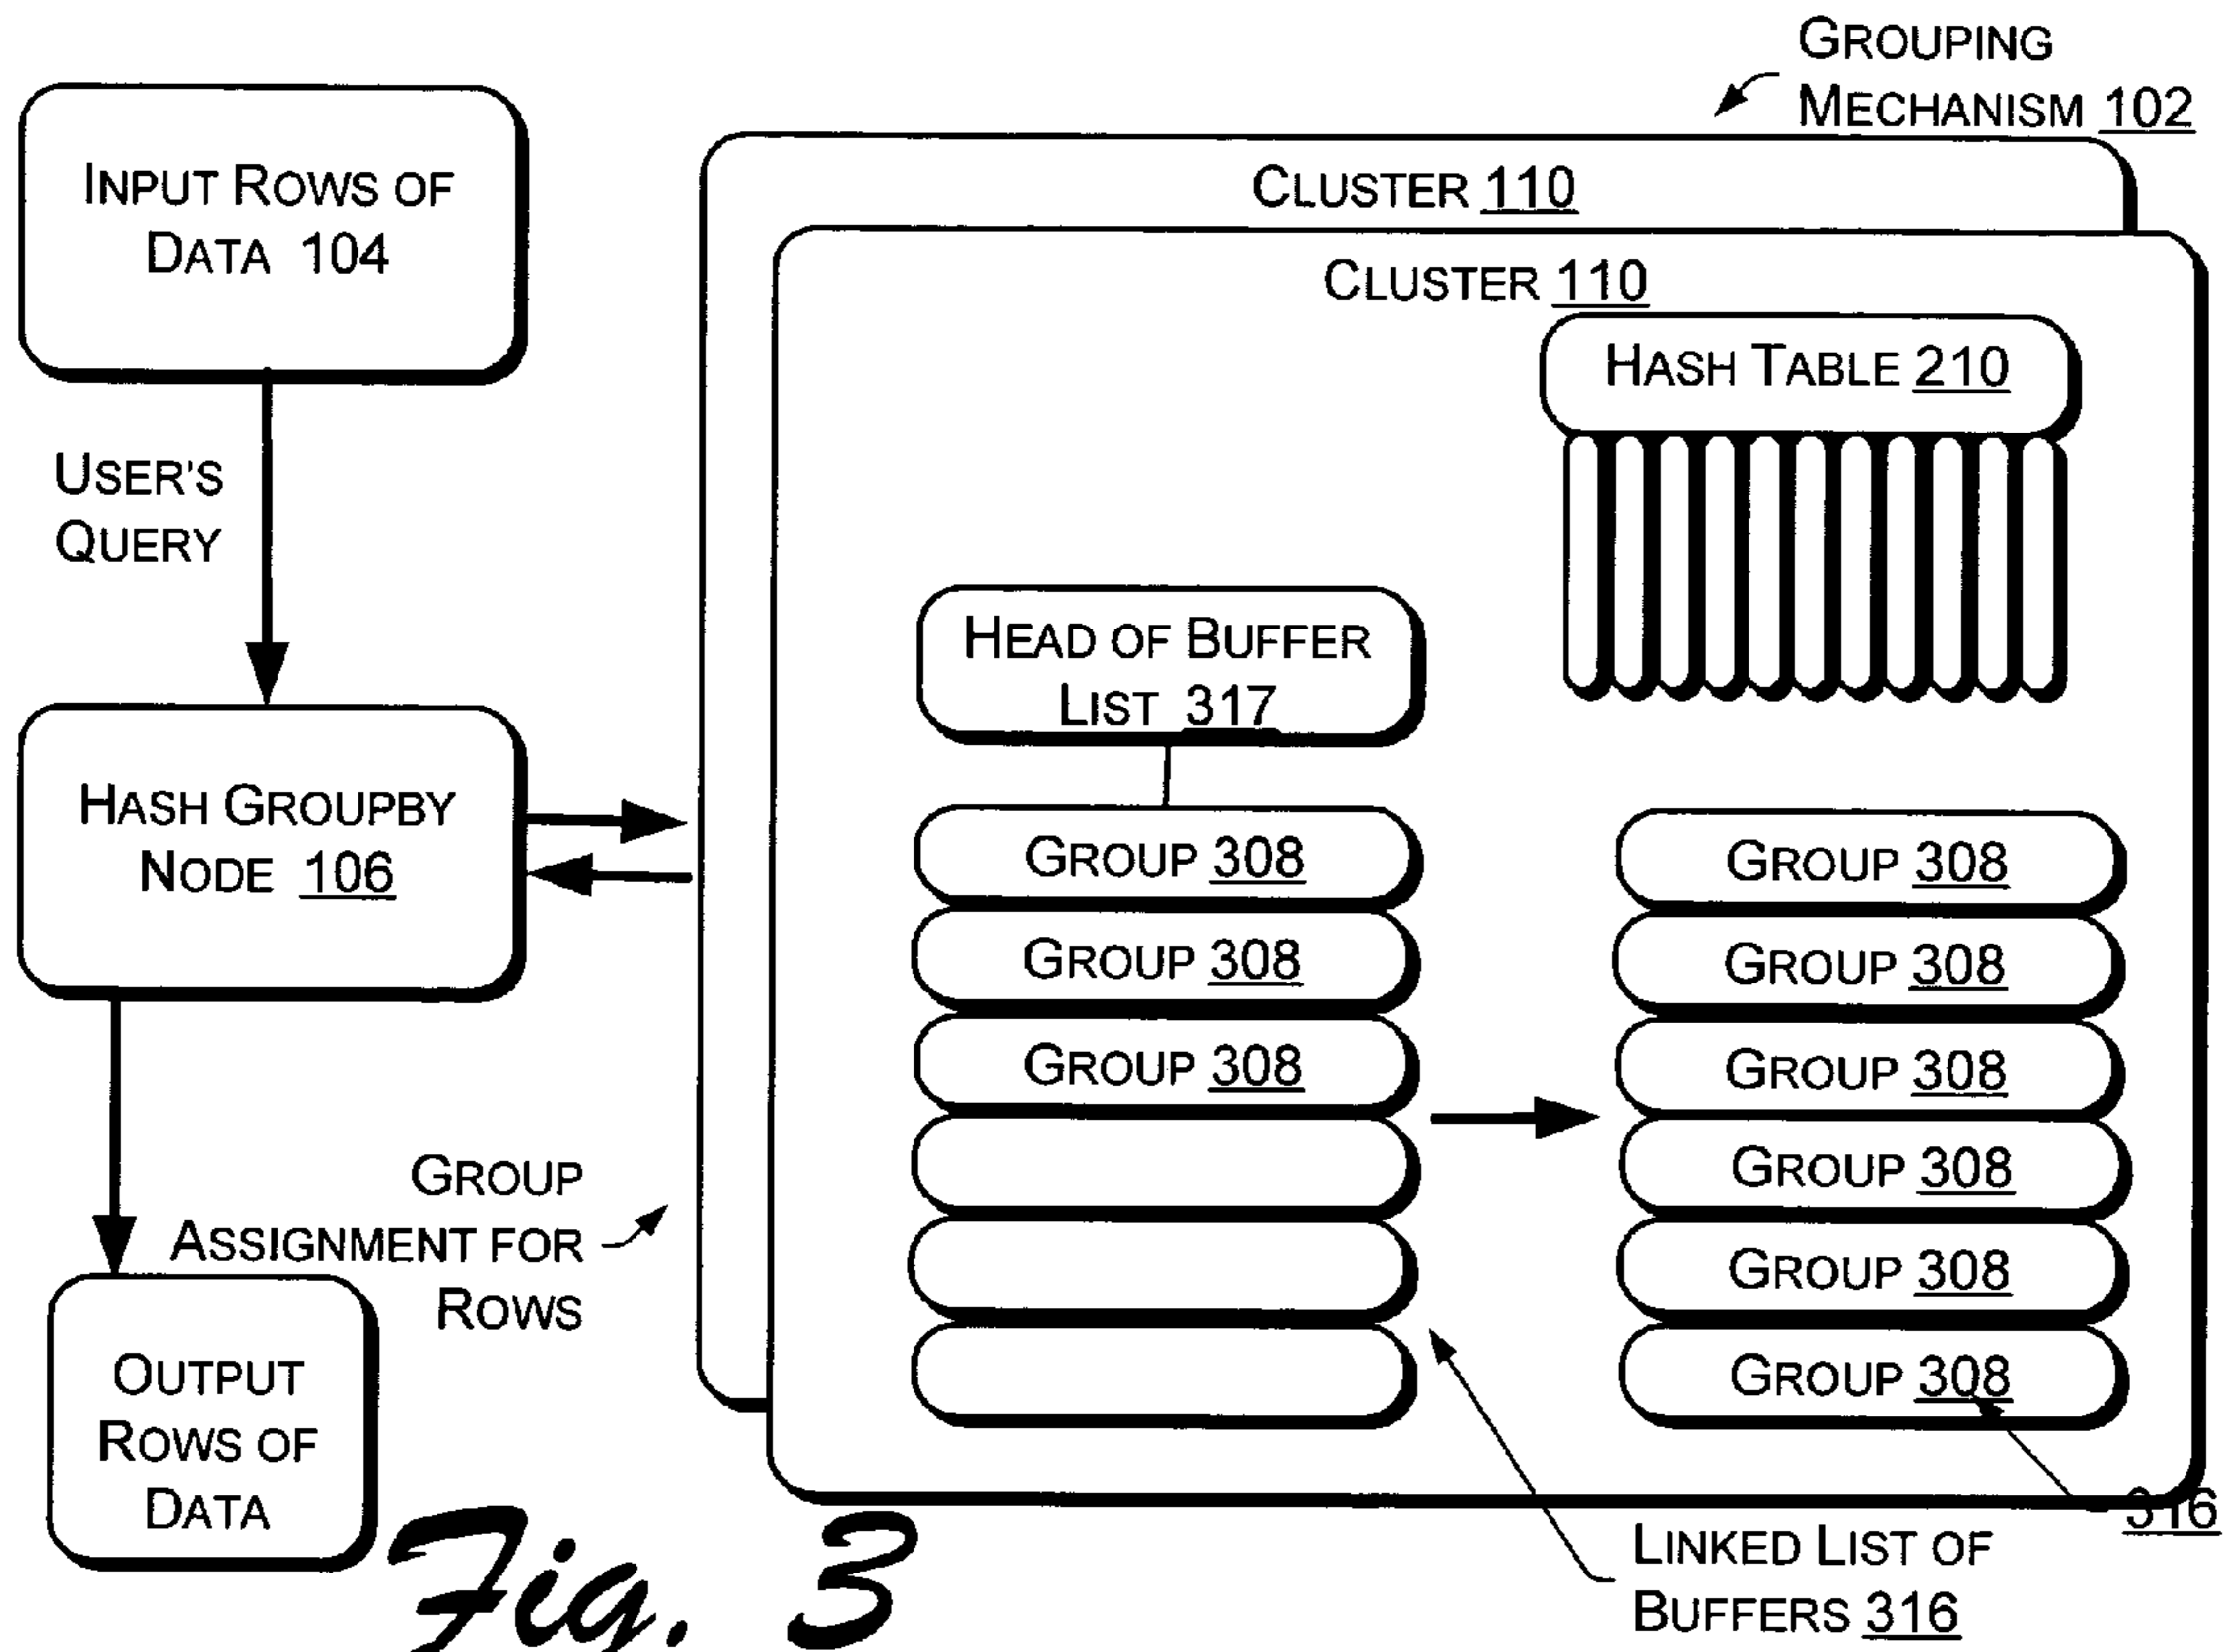 GROUPING
MECHANISM 102
INPUT ROWS OF
DATA 104
CLUSTER 110
CLUSTER 110
HASH TABLE 210
USER'S
QUERY
HEAD OF BUFFER
LIST 317
HASH GROUPBY
NODE 106
GROUP 308
GROUP 308
GROUP 308
GROUP 308
GROUP 308
GROUP 308
GROUP 308
GROUP 308
GROUP 308
GROUP
ASSIGNMENT FOR
ROWS
OUTPUT
ROWS OF
DATA
316
LINKED LIST OF
BUFFERS 316
Fig. 3